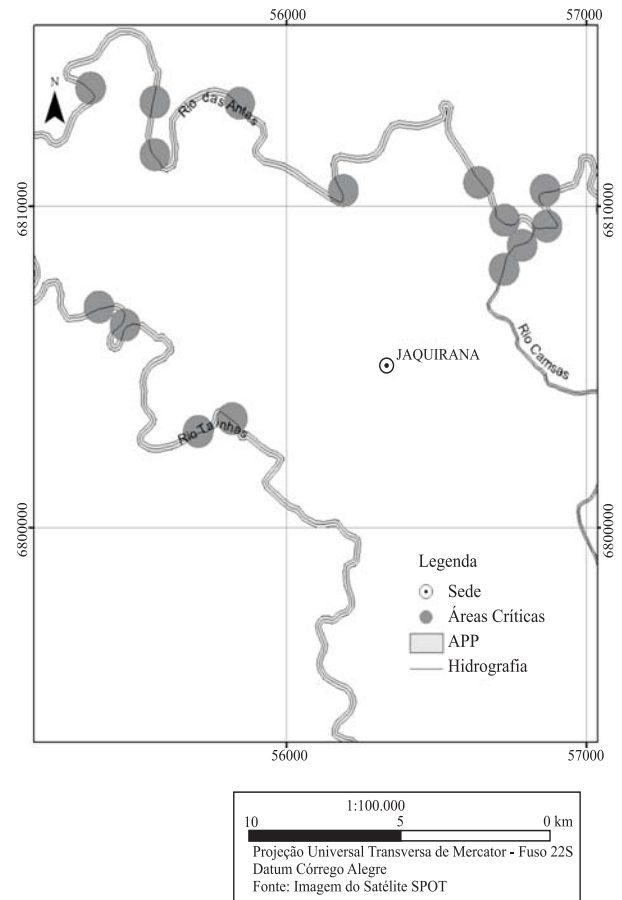 56000
57000
N
Rio das Antas
6810000
6810000
Rio Camsas
JAQUIRANA
Rio Tainhas
6800000
6800000
Legenda
Sede
Áreas Críticas
APP
Hidrografia
56000
57000
1:100.000
10 5 0 km
Projeção Universal Transversa de Mercator - Fuso 22S
Datum Córrego Alegre
Fonte: Imagem do Satélite SPOT